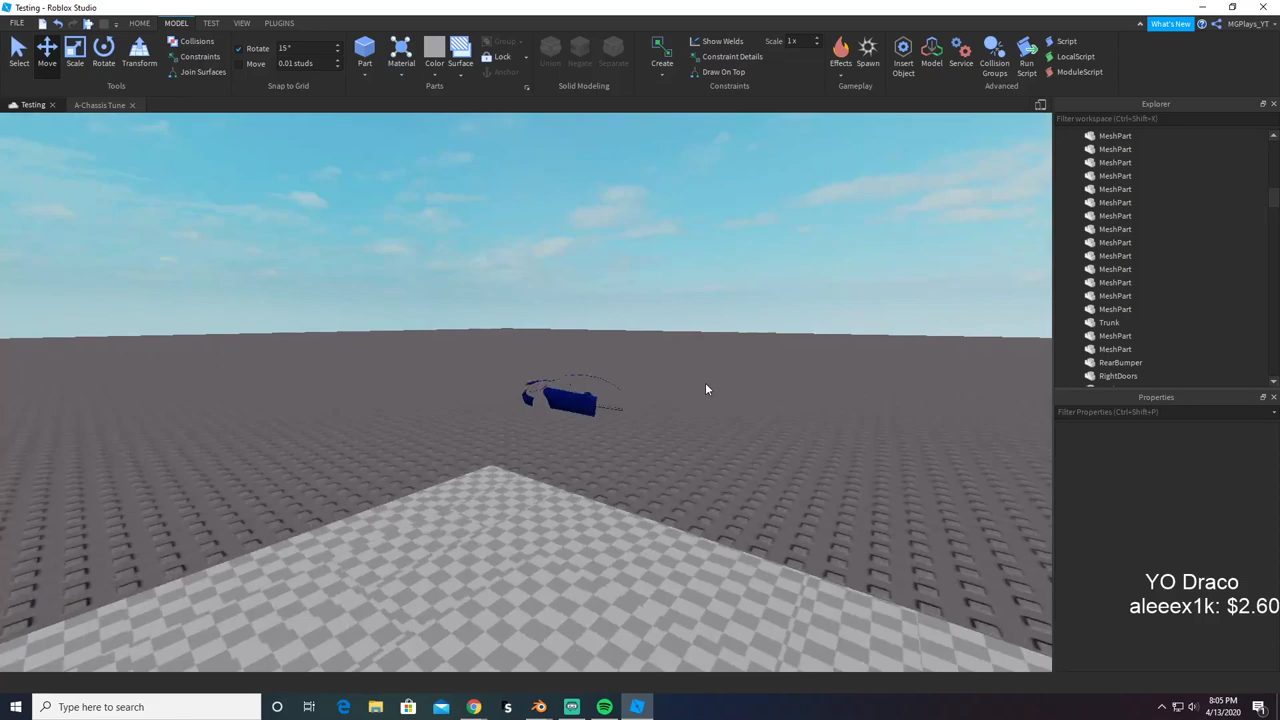 Testing - Roblox Studio
FILE HOME MODEL TEST VIEW PLUGINS What's New MGPlays_YT
Select Move Scale Rotate Transform
Collisions
Constraints
Join Surfaces
Tools
Rotate 15°
Move 0.01 studs
Snap to Grid
Part Material Color Surface
Group
Lock
Anchor
Parts
Union Negate Separate
Solid Modeling
Create
Show Welds Scale 1 x
Constraint Details
Draw On Top
Constraints
Effects Spawn
Gameplay
Insert Object Model Service Collision Groups Run Script
Script
LocalScript
ModuleScript
Advanced
Testing A-Chassis Tune
Explorer
Filter workspace (Ctrl+Shift+X)
MeshPart
MeshPart
MeshPart
MeshPart
MeshPart
MeshPart
MeshPart
MeshPart
MeshPart
MeshPart
MeshPart
MeshPart
MeshPart
MeshPart
Trunk
MeshPart
MeshPart
RearBumper
RightDoors
Properties
Filter Properties (Ctrl+Shift+P)
YO Draco
aleeex1k: $2.60
Type here to search
8:05 PM
4/13/2020